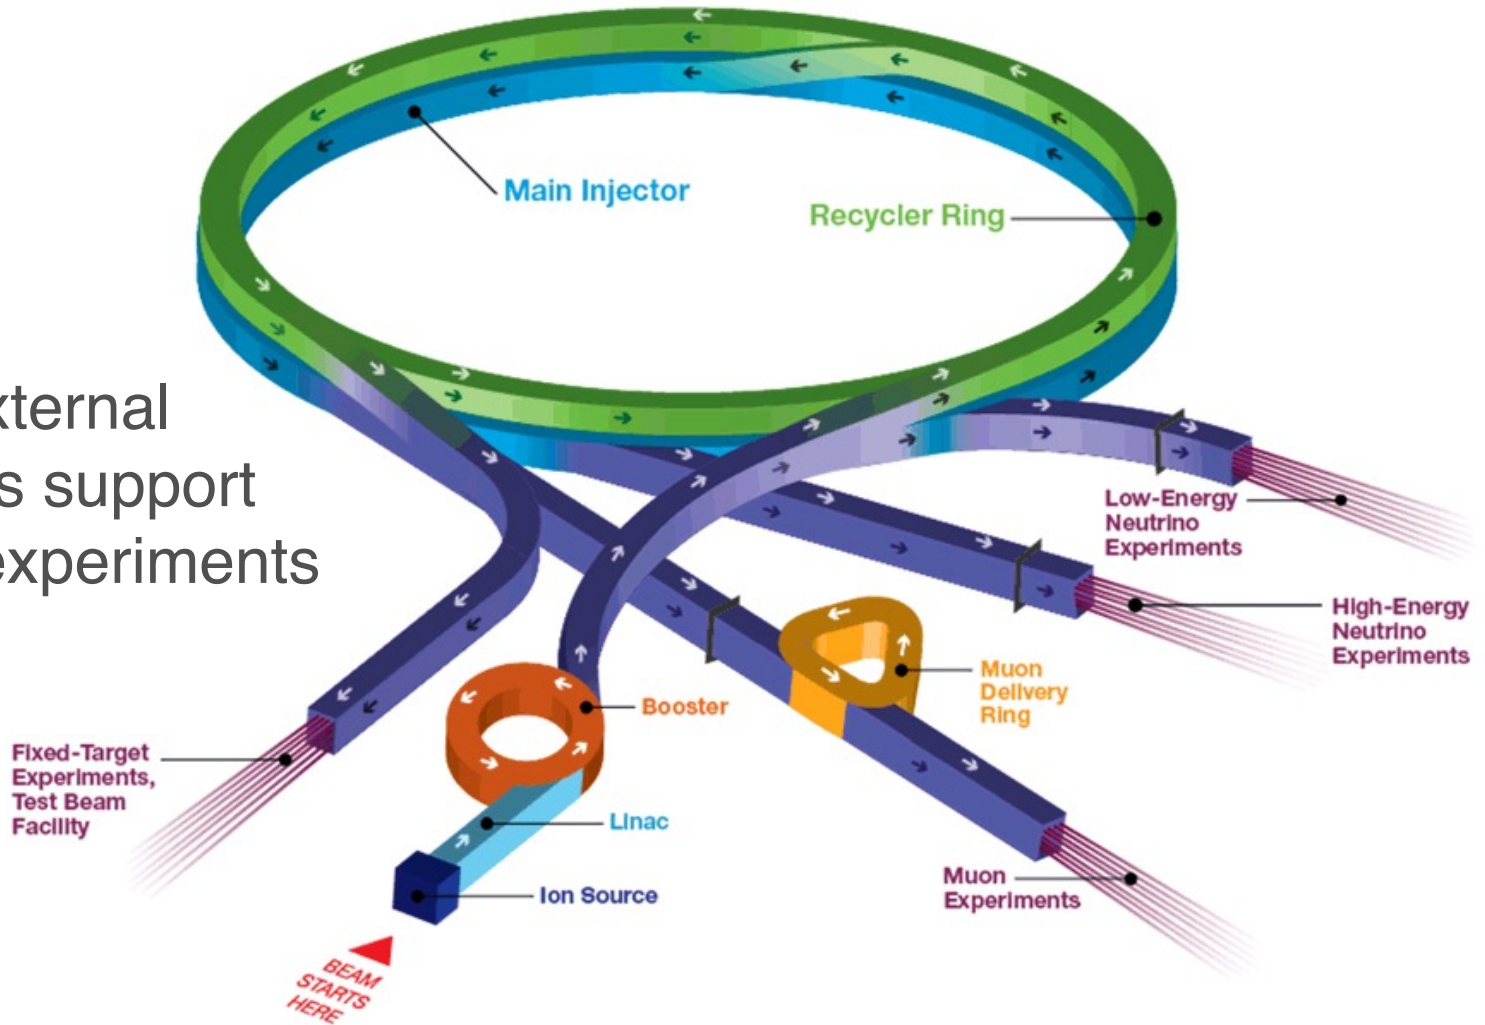 Main Injector
Recycler Ring
xternal
s support
experiments
Low-Energy
Neutrino
Experiments
High-Energy
Neutrino
Experiments
Muon
Delivery
Ring
Booster
Fixed-Target
Experiments,
Test Beam
Facility
Linac
Ion Source
Muon
Experiments
BEAM
STARTS
HERE